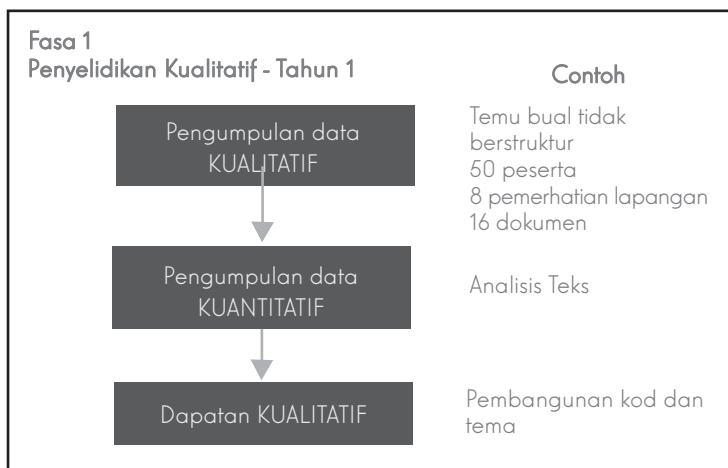 Fasa 1
Penyelidikan Kualitatif - Tahun 1
Contoh
Pengumpulan data
KUALITATIF
Temu bual tidak
berstruktur
50 peserta
8 pemerhatian lapangan
16 dokumen
Pengumpulan data
KUANTITATIF
Analisis Teks
Dapatan KUALITATIF
Pembangunan kod dan
tema